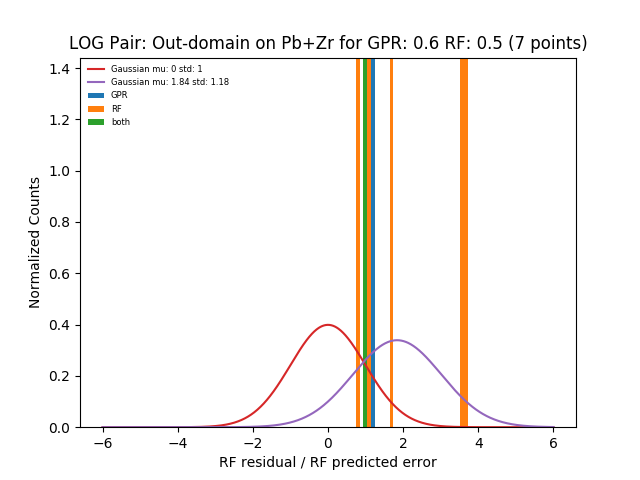 LOG Pair: Out-domain on Pb+Zr for GPR: 0.6 RF: 0.5 (7 points)
Gaussian mu: 0 std: 1
Gaussian mu: 1.84 std: 1.18
GPR
RF
both
Normalized Counts
1.4
1.2
1.0
0.8
0.6
0.4
0.2
0.0
−6 −4 −2 0 2 4 6
RF residual / RF predicted error